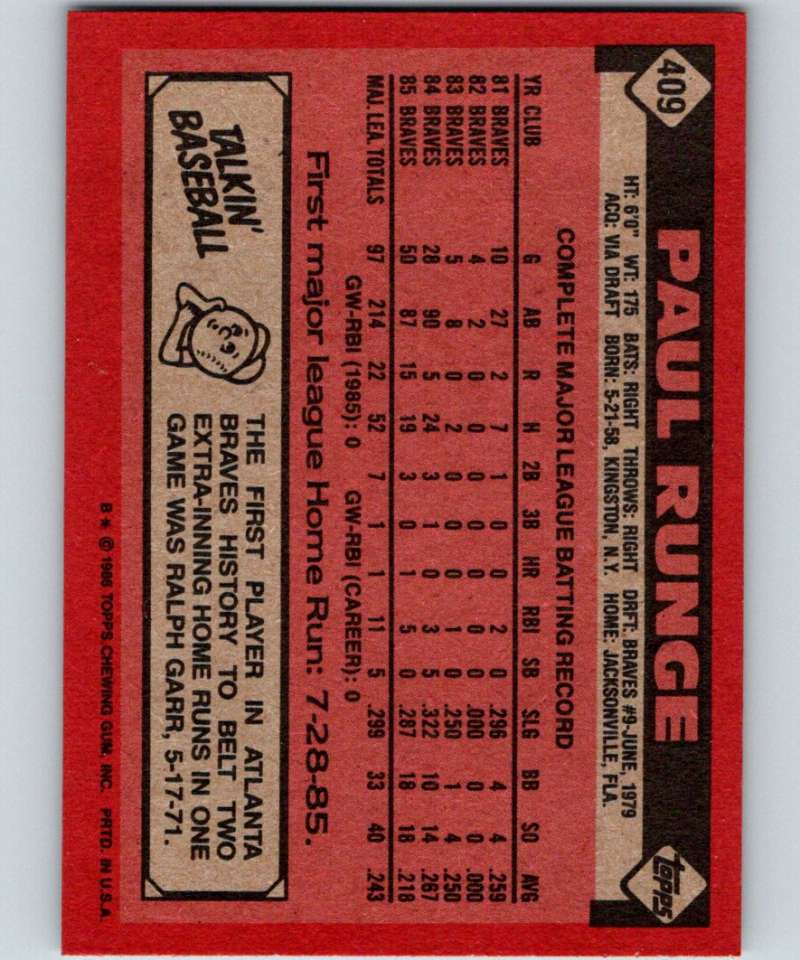 409
PAUL RUNGE
topps
HT: 6'0" WT: 175 BATS: RIGHT THROWS: RIGHT DRFT: BRAVES #9-JUNE, 1979
ACQ: VIA DRAFT BORN: 5-21-58, KINGSTON, N.Y. HOME: JACKSONVILLE, FLA.
COMPLETE MAJOR LEAGUE BATTING RECORD
YR CLUB G AB R H 2B 3B HR RBI SB SLG BB SO AVG
81 BRAVES 10 27 2 7 1 0 0 2 0 .296 4 4 .259
82 BRAVES 4 2 0 0 0 0 0 0 0 .000 0 0 .000
83 BRAVES 5 8 0 2 0 0 0 1 0 .250 1 4 .250
84 BRAVES 28 90 5 24 3 1 0 3 5 .322 10 14 .267
85 BRAVES 50 87 15 19 3 0 1 5 0 .287 18 18 .218
MAJ. LEA. TOTALS 97 214 22 52 7 1 1 11 5 .299 33 40 .243
GW-RBI (1985): 0 GW-RBI (CAREER): 0
First major league Home Run: 7-28-85.
TALKIN'
BASEBALL
THE FIRST PLAYER IN ATLANTA
BRAVES HISTORY TO BELT TWO
EXTRA-INNING HOME RUNS IN ONE
GAME WAS RALPH GARR, 5-17-71.
B* © 1986 TOPPS CHEWING GUM, INC. PRTD. IN U.S.A.